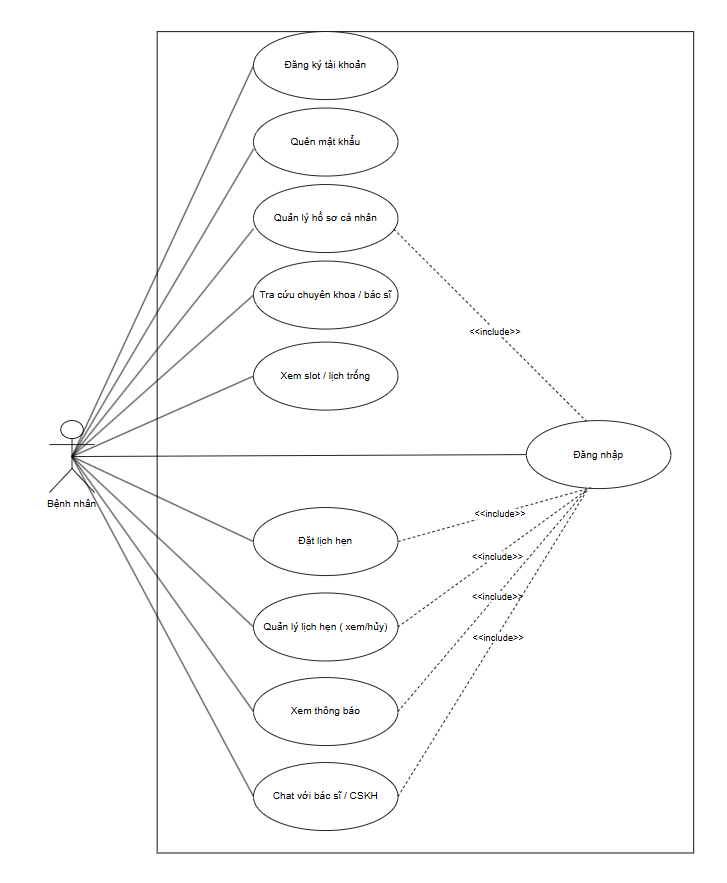 Đăng ký tài khoản
Quên mật khẩu
Quản lý hồ sơ cá nhân
Tra cứu chuyên khoa / bác sĩ
<<include>>
Xem slot / lịch trống
Đăng nhập
Bệnh nhân
<<include>>
Đặt lịch hẹn
<<include>>
<<include>>
Quản lý lịch hẹn ( xem/hủy)
<<include>>
Xem thông báo
Chat với bác sĩ / CSKH